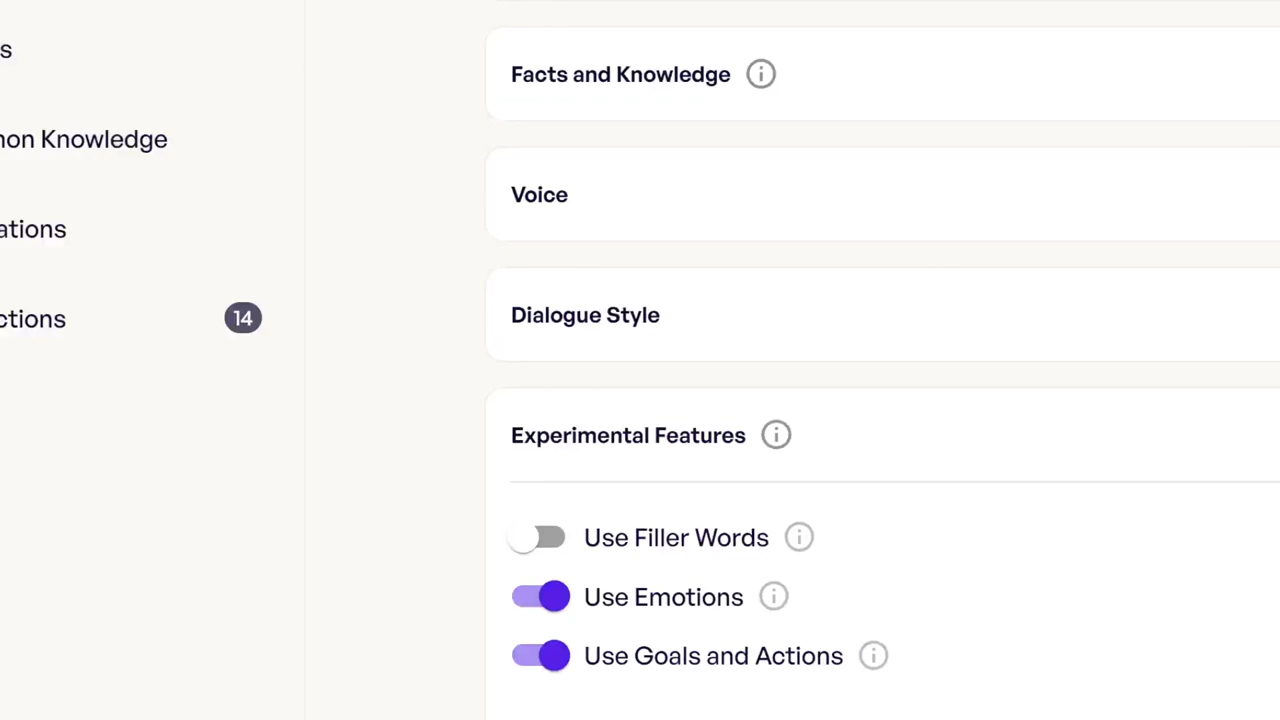 s
non Knowledge
ations
ctions
14
Facts and Knowledge
Voice
Dialogue Style
Experimental Features
Use Filler Words
Use Emotions
Use Goals and Actions